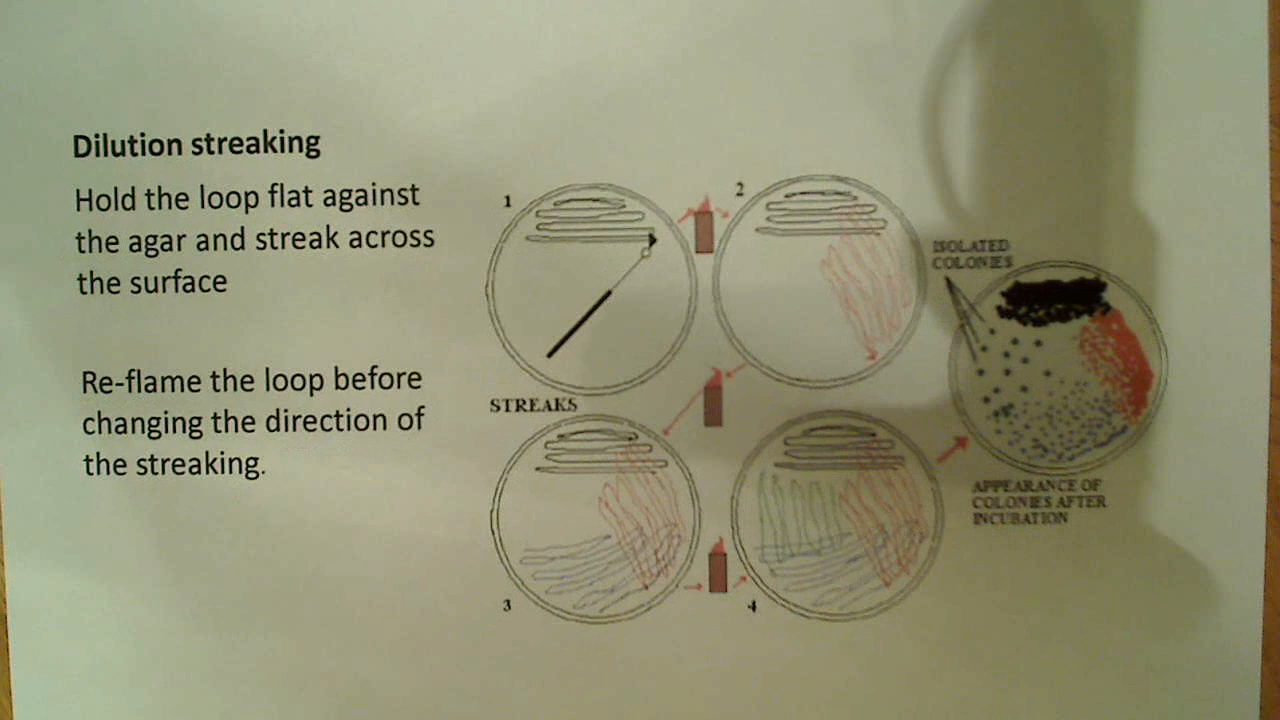 Dilution streaking
Hold the loop flat against
the agar and streak across
the surface
Re-flame the loop before
changing the direction of
the streaking.
1
2
ISOLATED
COLONIES
STREAKS
3
4
APPEARANCE OF
COLONIES AFTER
INCUBATION